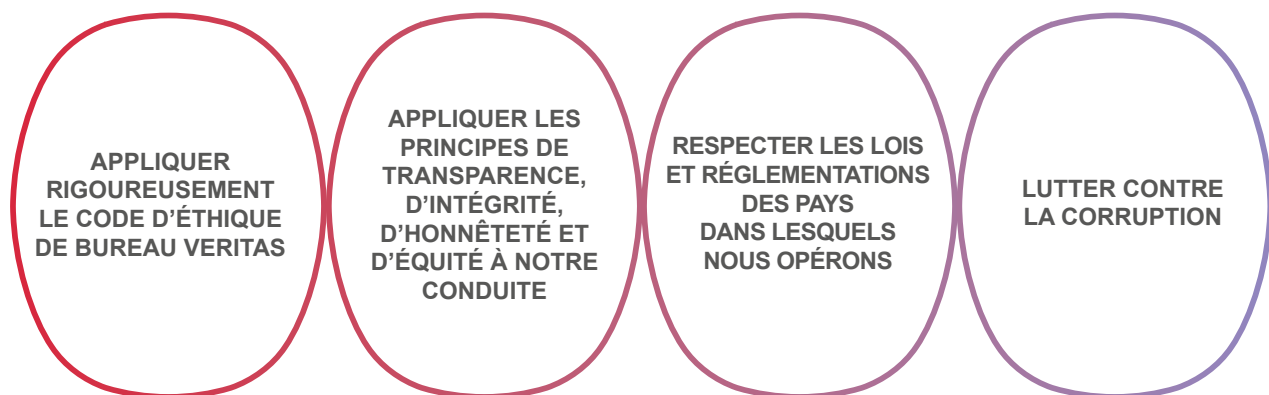 APPLIQUER
RIGOUREUSEMENT
LE CODE D’ÉTHIQUE
DE BUREAU VERITAS
APPLIQUER LES
PRINCIPES DE
TRANSPARENCE,
D’INTÉGRITÉ,
D’HONNÊTETÉ ET
D’ÉQUITÉ À NOTRE
CONDUITE
RESPECTER LES LOIS
ET RÉGLEMENTATIONS
DES PAYS
DANS LESQUELS
NOUS OPÉRONS
LUTTER CONTRE
LA CORRUPTION